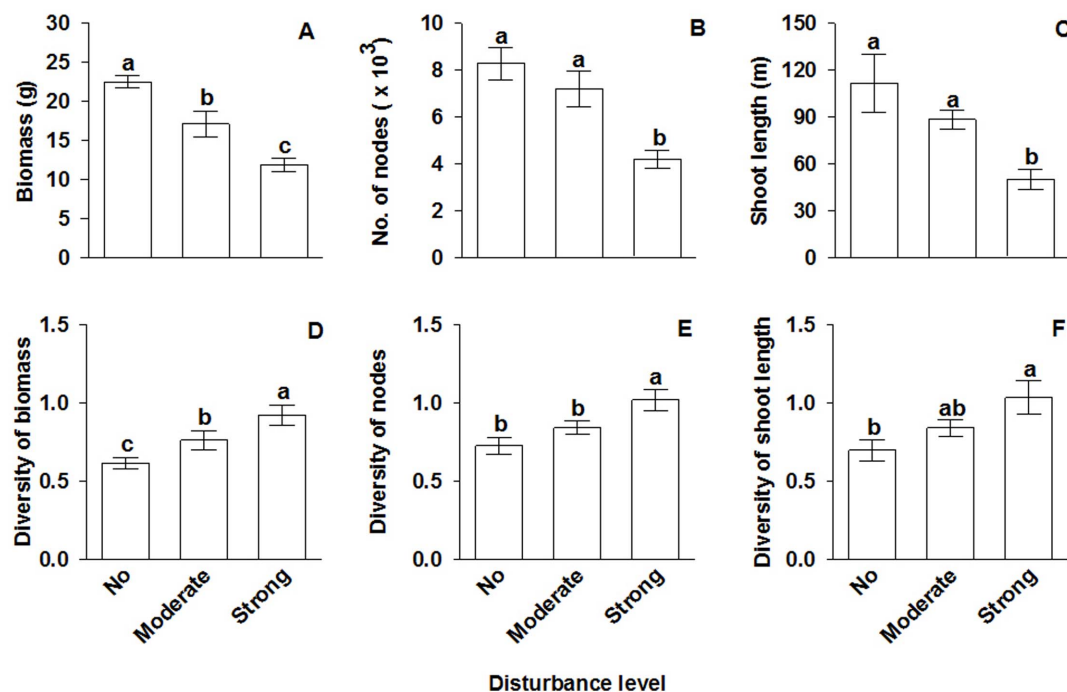 A
Biomass (g)
30
25
20
15
10
5
0
a
b
c
B
No. of nodes ( x 10³)
10
8
6
4
2
0
a
a
b
C
Shoot length (m)
150
120
90
60
30
0
a
a
b
D
Diversity of biomass
1.5
1.0
0.5
0.0
c
b
a
No
Moderate
Strong
E
Diversity of nodes
1.5
1.0
0.5
0.0
b
b
a
No
Moderate
Strong
F
Diversity of shoot length
1.5
1.0
0.5
0.0
b
ab
a
No
Moderate
Strong
Disturbance level